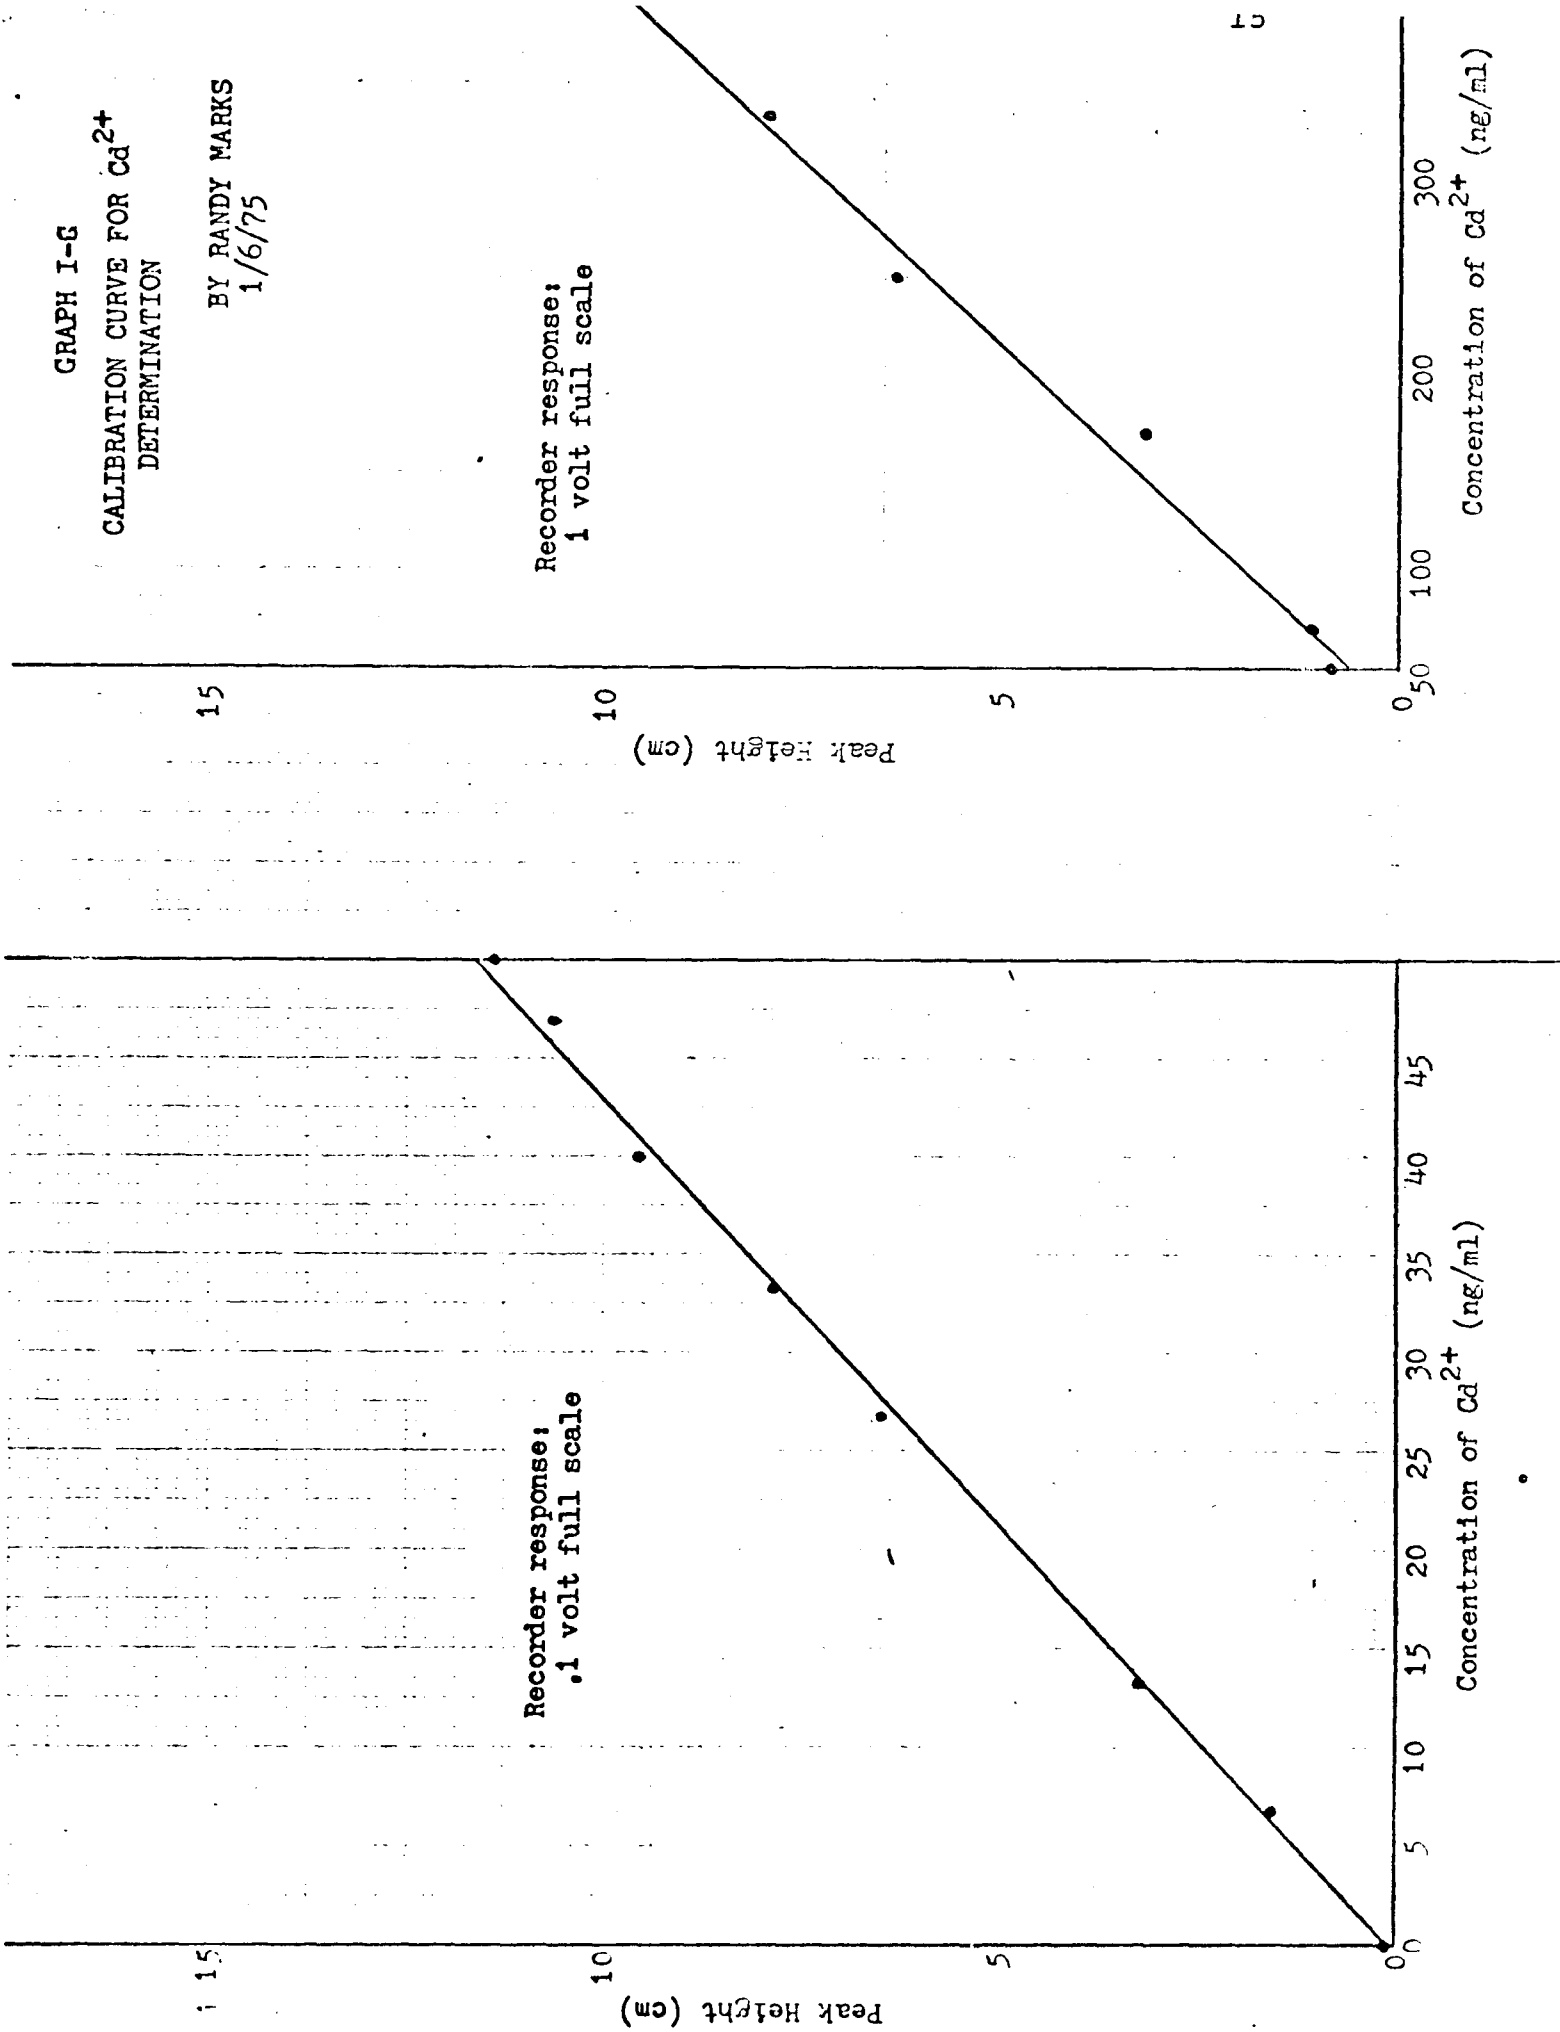 GRAPH I-G
CALIBRATION CURVE FOR Cd2+
DETERMINATION
BY RANDY MARKS
1/6/75
Recorder response:
.1 volt full scale
Peak Height (cm)
15
10
5
0
0 5 10 15 20 25 30 35 40 45
Concentration of Cd2+ (ng/ml)
Recorder response:
1 volt full scale
Peak Height (cm)
15
10
5
0
50 100 200 300
Concentration of Cd2+ (ng/ml)